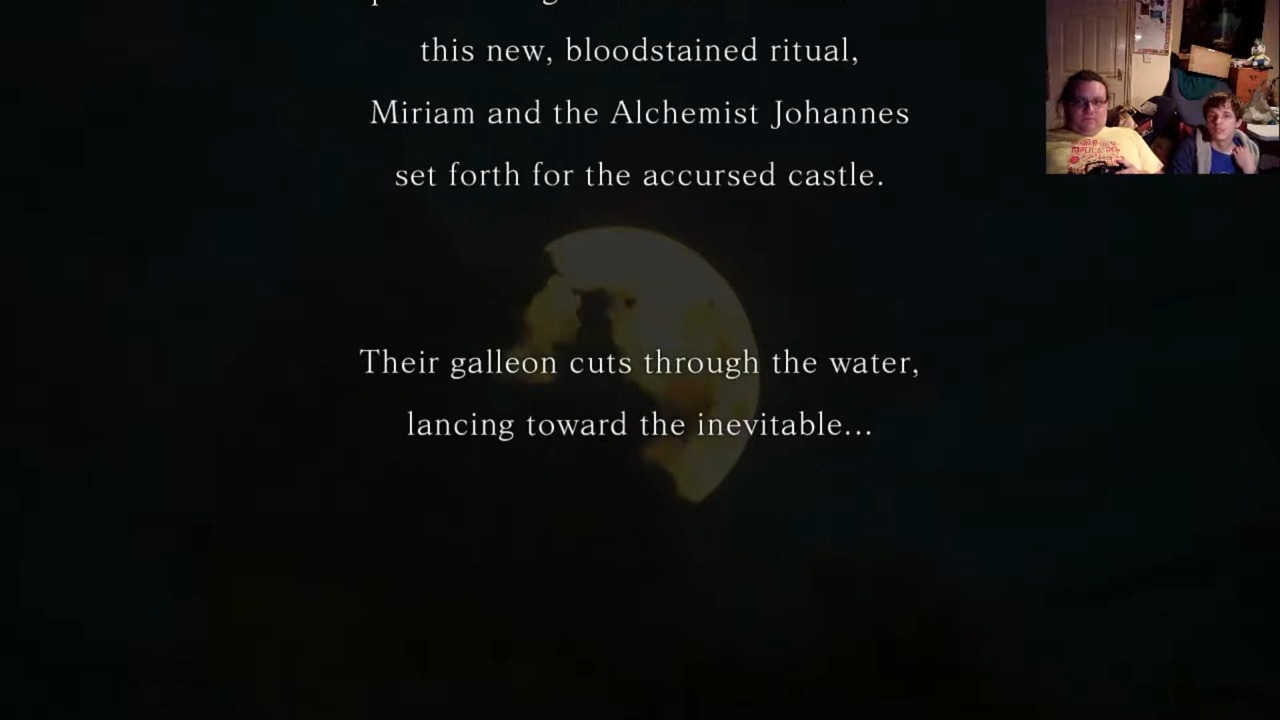 this new, bloodstained ritual,
Miriam and the Alchemist Johannes
set forth for the accursed castle.
Their galleon cuts through the water,
lancing toward the inevitable...